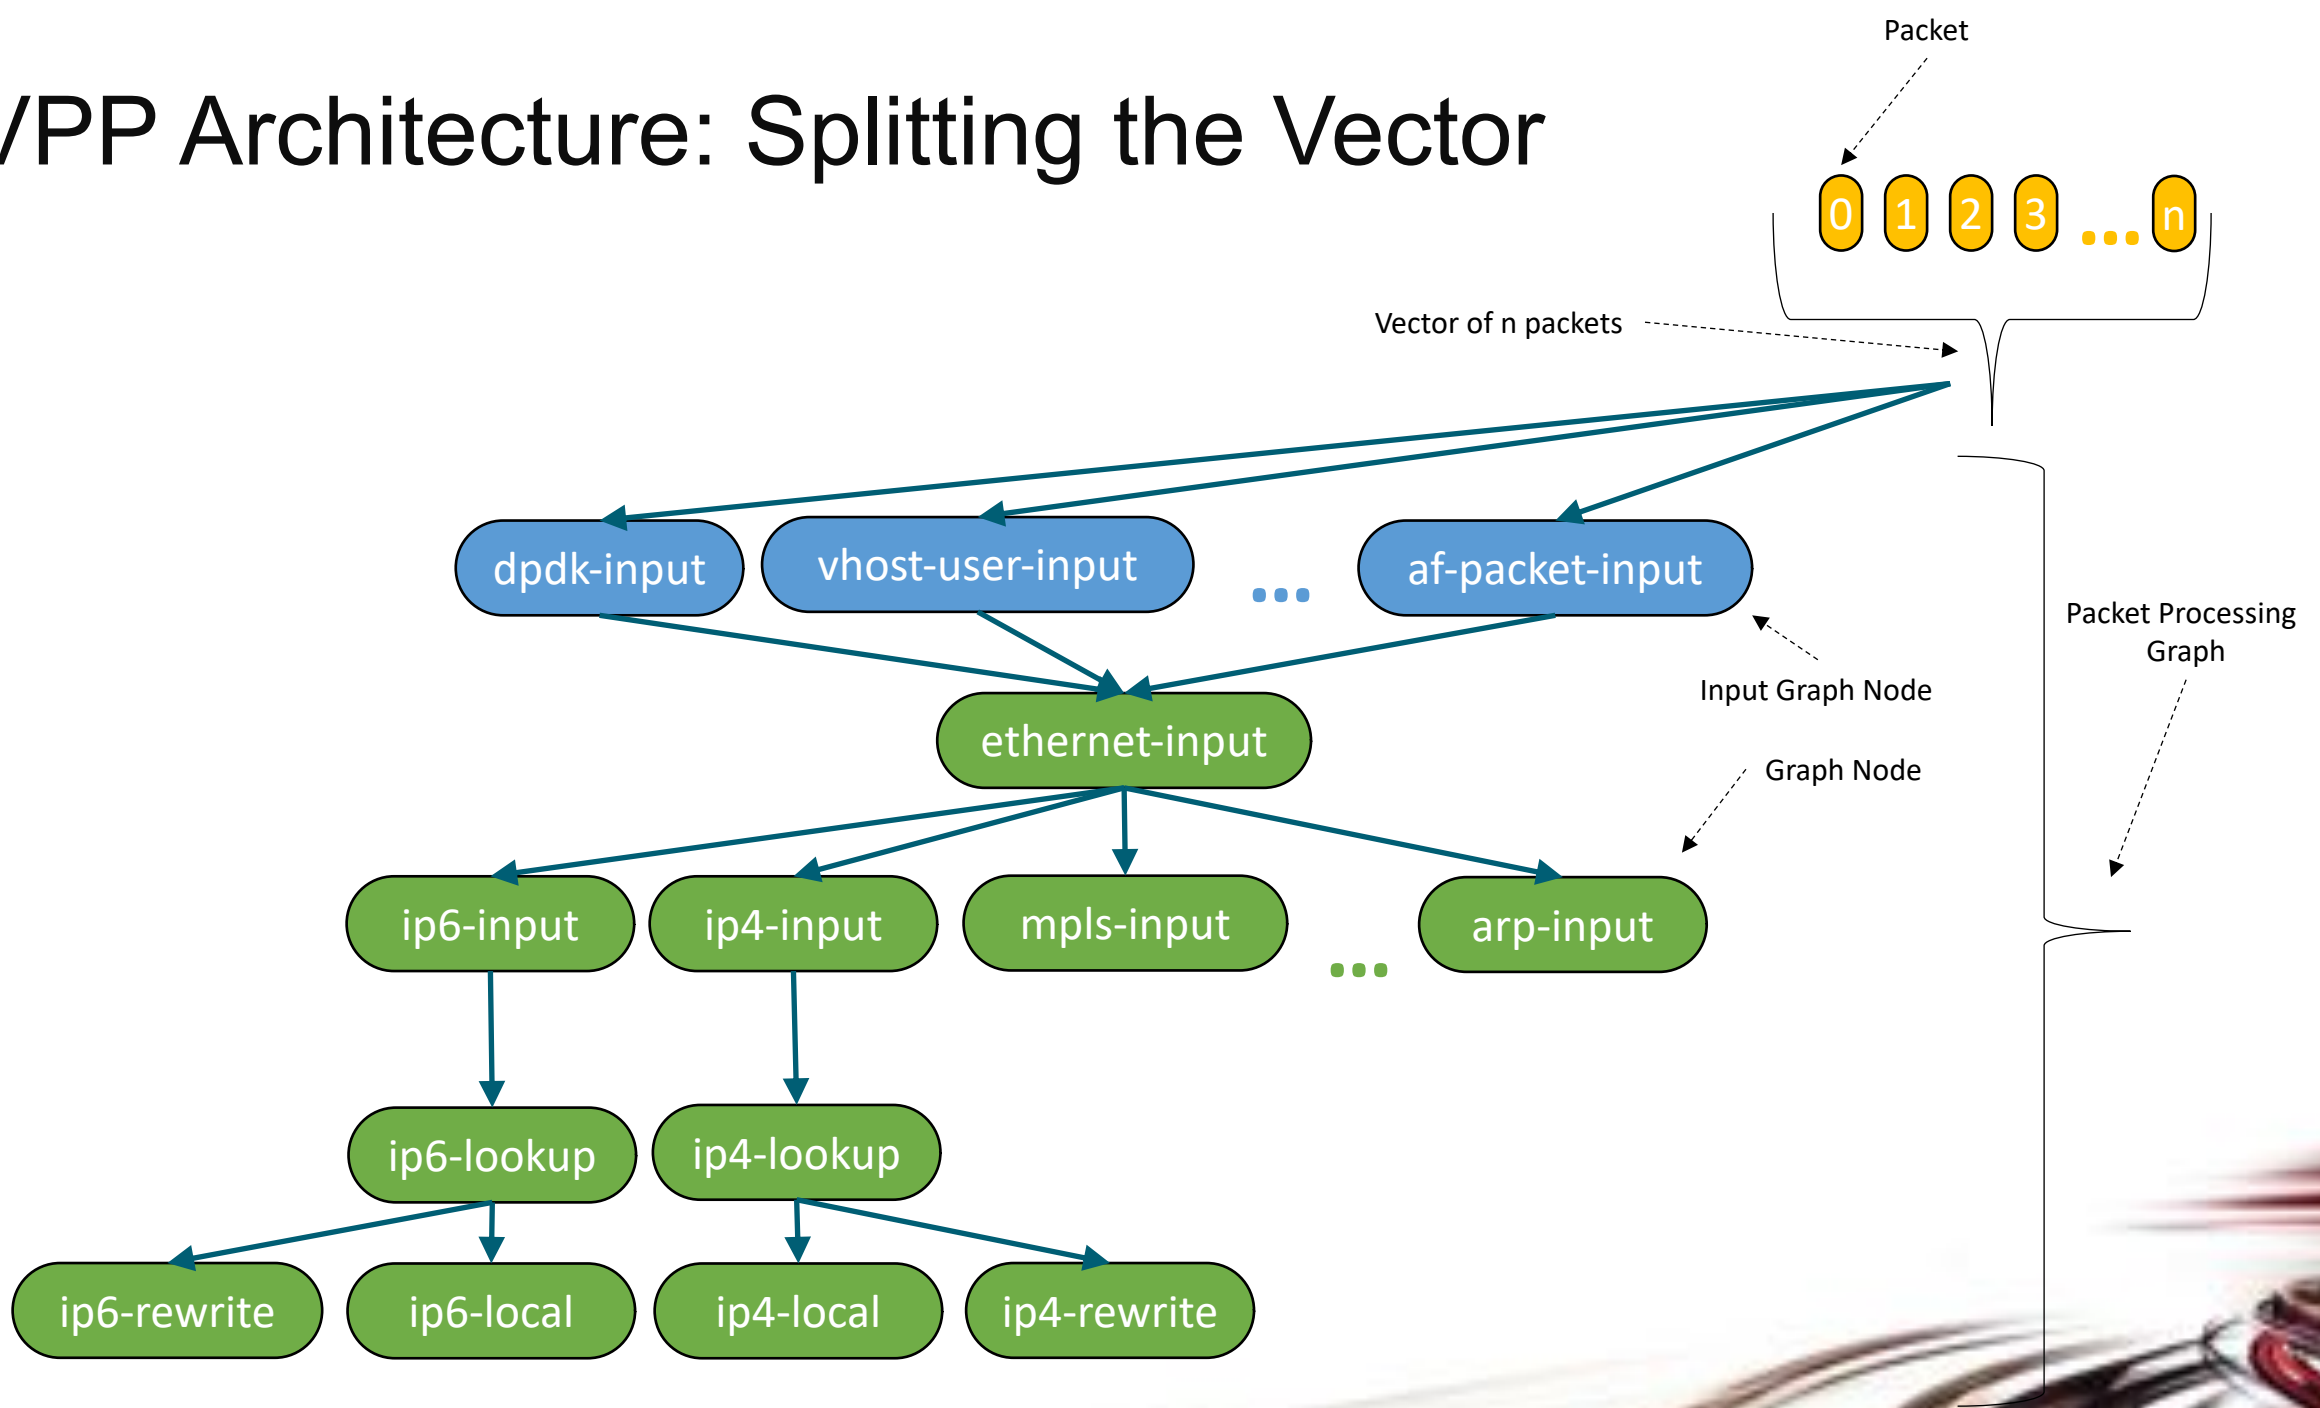 Packet
VPP Architecture: Splitting the Vector
0 1 2 3 ... n
Vector of n packets
dpdk-input vhost-user-input ... af-packet-input
Packet Processing
Graph
Input Graph Node
ethernet-input
Graph Node
ip6-input ip4-input mpls-input ... arp-input
ip6-lookup ip4-lookup
ip6-rewrite ip6-local ip4-local ip4-rewrite